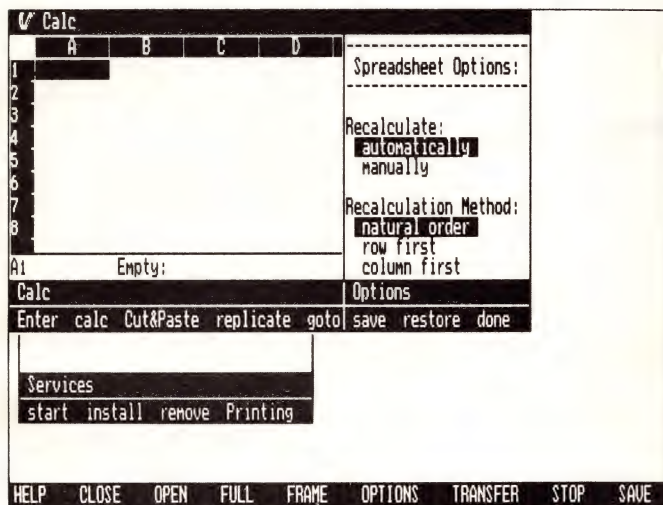 Calc
A B C D
1
2
3
4
5
6
7
8
A1 Empty:
Calc
Enter calc Cut&Paste replicate goto
Spreadsheet Options:
Recalculate:
automatically
manually
Recalculation Method:
natural order
row first
column first
Options
save restore done
Services
start install remove Printing
HELP CLOSE OPEN FULL FRAME OPTIONS TRANSFER STOP SAVE